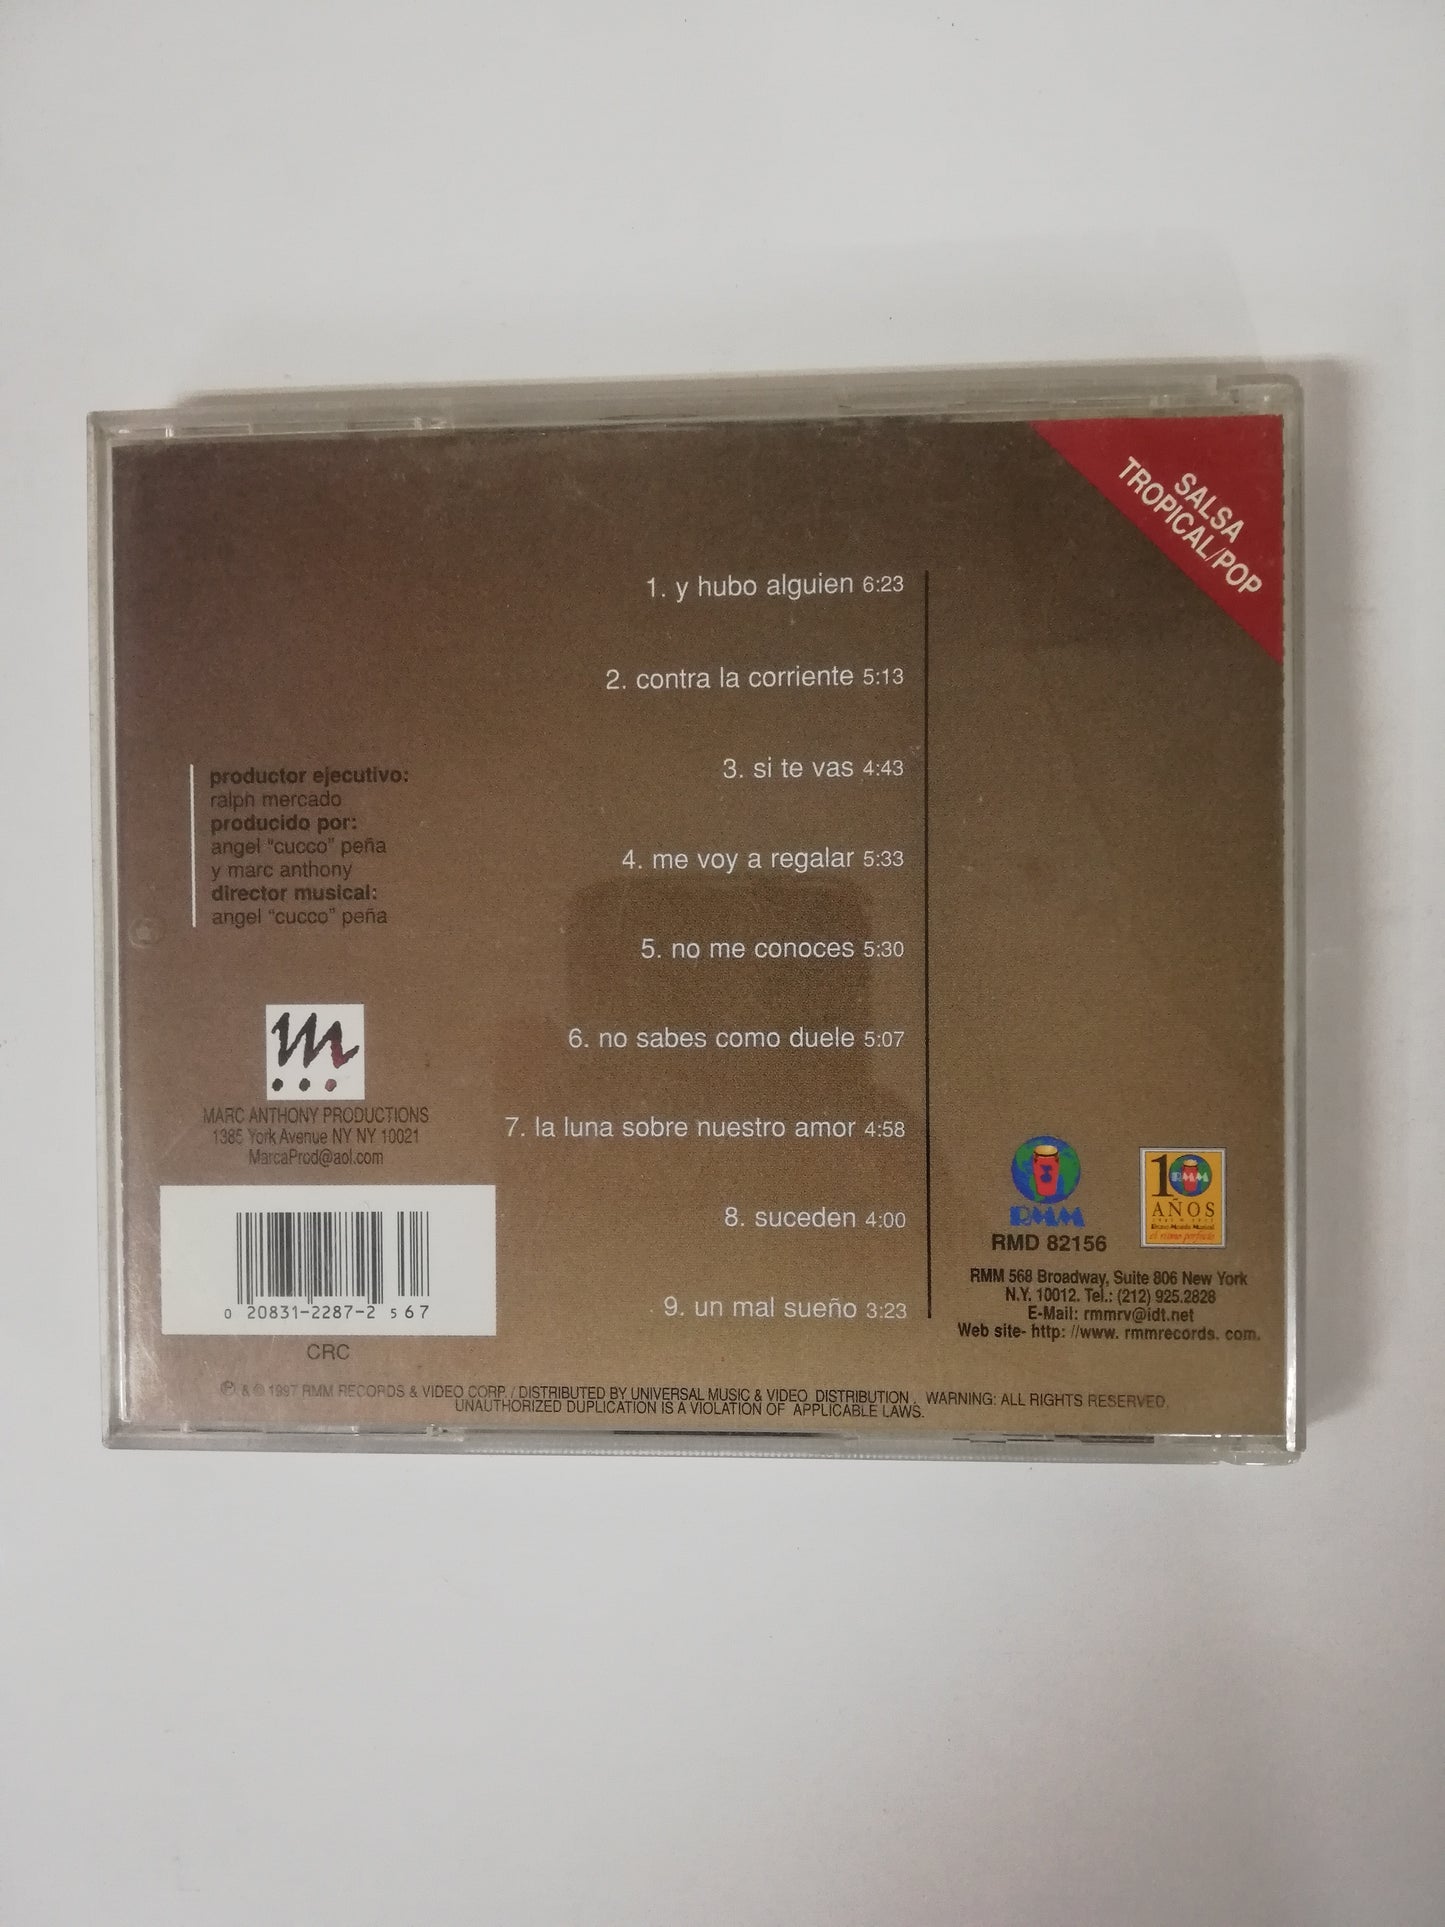 SALSA
TROPICAL/POP
1. y hubo alguien 6:23
2. contra la corriente 5:13
3. si te vas 4:43
4. me voy a regalar 5:33
5. no me conoces 5:30
6. no sabes como duele 5:07
7. la luna sobre nuestro amor 4:58
8. suceden 4:00
9. un mal sueño 3:23
productor ejecutivo:
ralph mercado
producido por:
angel "cucco" peña
y marc anthony
director musical:
angel "cucco" peña
m...
MARC ANTHONY PRODUCTIONS
1385 York Avenue NY NY 10021
MarcaProd@aol.com
0 20831-2287-2 5 6 7
CRC
RMM
RMD 82156
10
RMM
AÑOS
el ritmo perfecto
RMM 568 Broadway, Suite 806 New York
N.Y. 10012. Tel.: (212) 925.2828
E-Mail: rmmrv@idt.net
Web site- http: //www. rmmrecords. com.
℗ & © 1997 RMM RECORDS & VIDEO CORP. / DISTRIBUTED BY UNIVERSAL MUSIC & VIDEO DISTRIBUTION. WARNING: ALL RIGHTS RESERVED.
UNAUTHORIZED DUPLICATION IS A VIOLATION OF APPLICABLE LAWS.